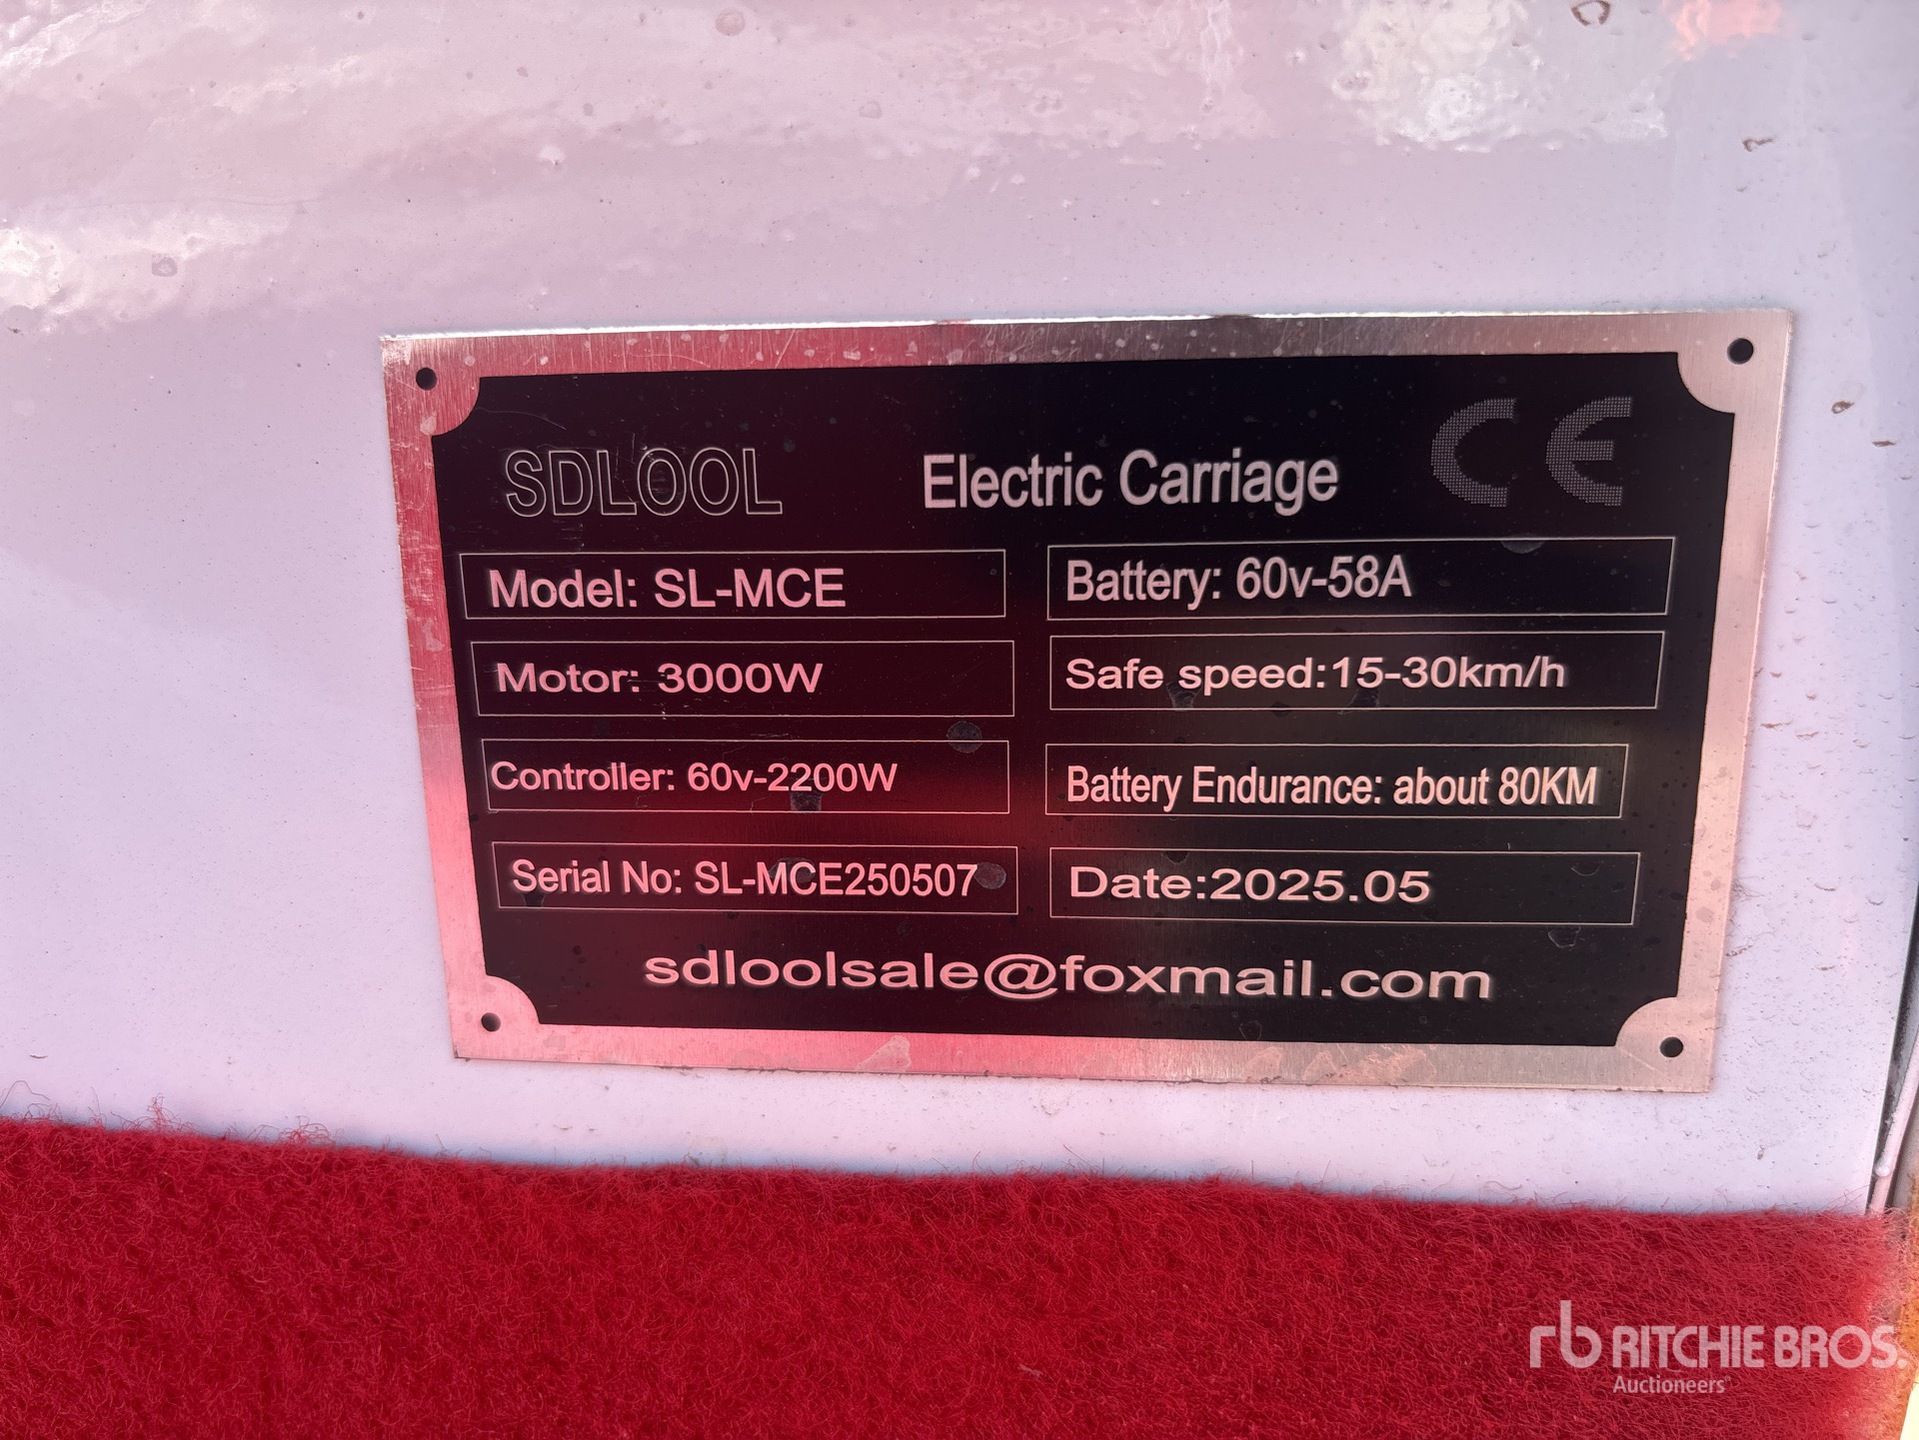 SDLOOL Electric Carriage CE
Model: SL-MCE
Battery: 60v-58A
Motor: 3000W
Safe speed:15-30km/h
Controller: 60v-2200W
Battery Endurance: about 80KM
Serial No: SL-MCE250507
Date:2025.05
sdloolsale@foxmail.com
rb RITCHIE BROS.
Auctioneers